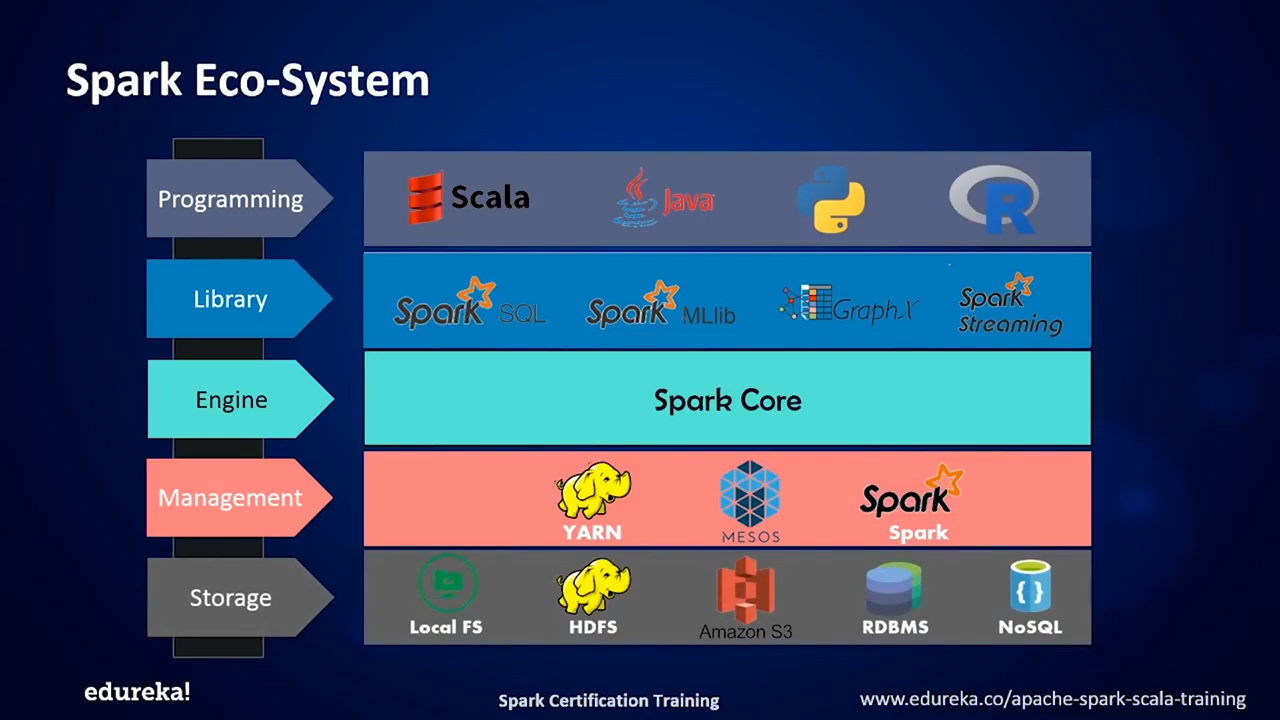 Spark Eco-System
Programming
Scala
Java
R
Library
Spark SQL
Spark MLlib
GraphX
Spark
Streaming
Engine
Spark Core
Management
YARN
MESOS
Spark
Spark
Storage
Local FS
HDFS
Amazon S3
RDBMS
{ }
NoSQL
edureka!
Spark Certification Training
www.edureka.co/apache-spark-scala-training